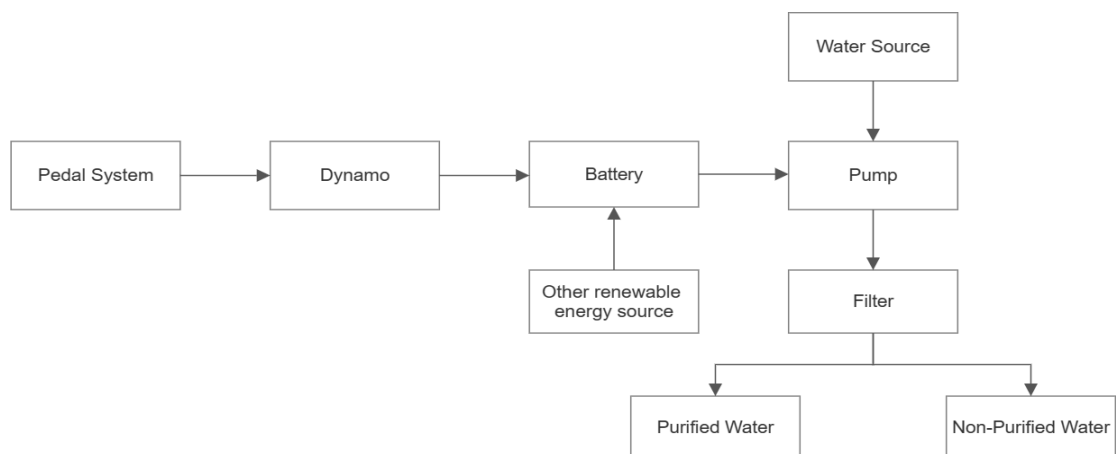 Water Source
Pedal System
Dynamo
Battery
Pump
Other renewable
energy source
Filter
Purified Water
Non-Purified Water